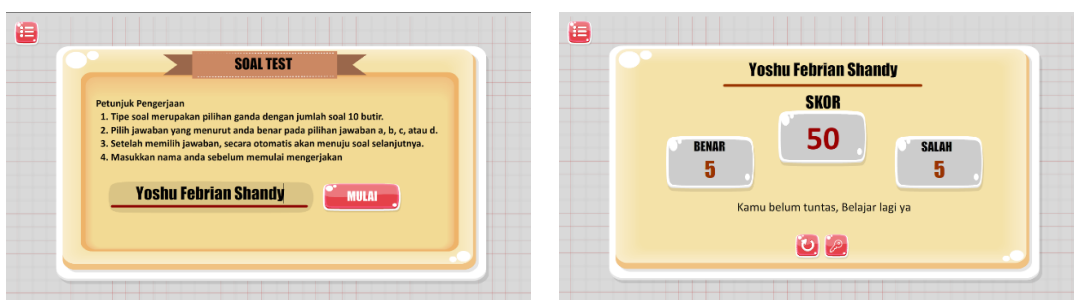 SOAL TEST
Petunjuk Pengerjaan
1. Tipe soal merupakan pilihan ganda dengan jumlah soal 10 butir.
2. Pilih jawaban yang menurut anda benar pada pilihan jawaban a, b, c, atau d.
3. Setelah memilih jawaban, secara otomatis akan menuju soal selanjutnya.
4. Masukkan nama anda sebelum memulai mengerjakan
Yoshu Febrian Shandy
MULAI
Yoshu Febrian Shandy
SKOR
50
BENAR
5
SALAH
5
Kamu belum tuntas, Belajar lagi ya